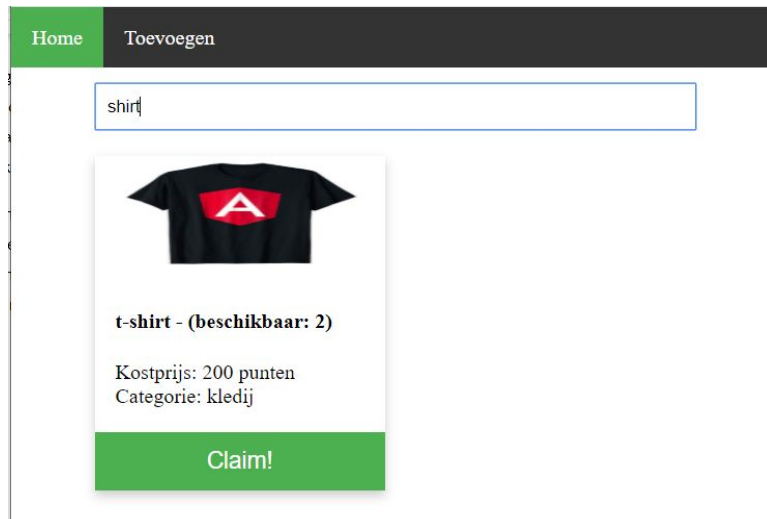 Home Toevoegen
shirt
A
t-shirt - (beschikbaar: 2)
Kostprijs: 200 punten
Categorie: kledij
Claim!